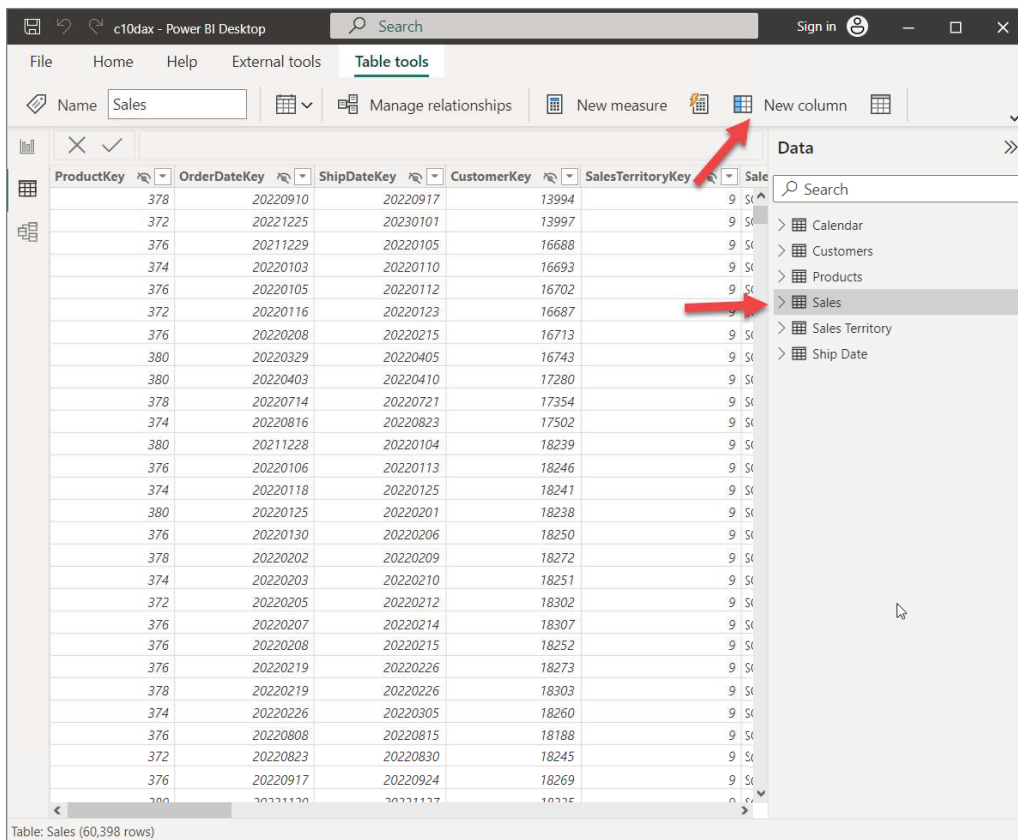 c10dax - Power BI Desktop Search Sign in
File Home Help External tools Table tools
Name Sales Manage relationships New measure New column
Data
ProductKey OrderDateKey ShipDateKey CustomerKey SalesTerritoryKey Sale
Search
378 20220910 20220917 13994 9
372 20221225 20230101 13997 9
376 20211229 20220105 16688 9
374 20220103 20220110 16693 9
376 20220105 20220112 16702 9
372 20220116 20220123 16687
376 20220208 20220215 16713 9
380 20220329 20220405 16743 9
380 20220403 20220410 17280 9
378 20220714 20220721 17354 9
374 20220816 20220823 17502 9
380 20211228 20220104 18239 9
376 20220106 20220113 18246 9
374 20220118 20220125 18241 9
380 20220125 20220201 18238 9
376 20220130 20220206 18250 9
378 20220202 20220209 18272 9
374 20220203 20220210 18251 9
372 20220205 20220212 18302 9
376 20220207 20220214 18307 9
376 20220208 20220215 18252 9
376 20220219 20220226 18273 9
378 20220219 20220226 18303 9
374 20220226 20220305 18260 9
376 20220808 20220815 18188 9
372 20220823 20220830 18245 9
376 20220917 20220924 18269 9
Calendar
Customers
Products
Sales
Sales Territory
Ship Date
Table: Sales (60,398 rows)